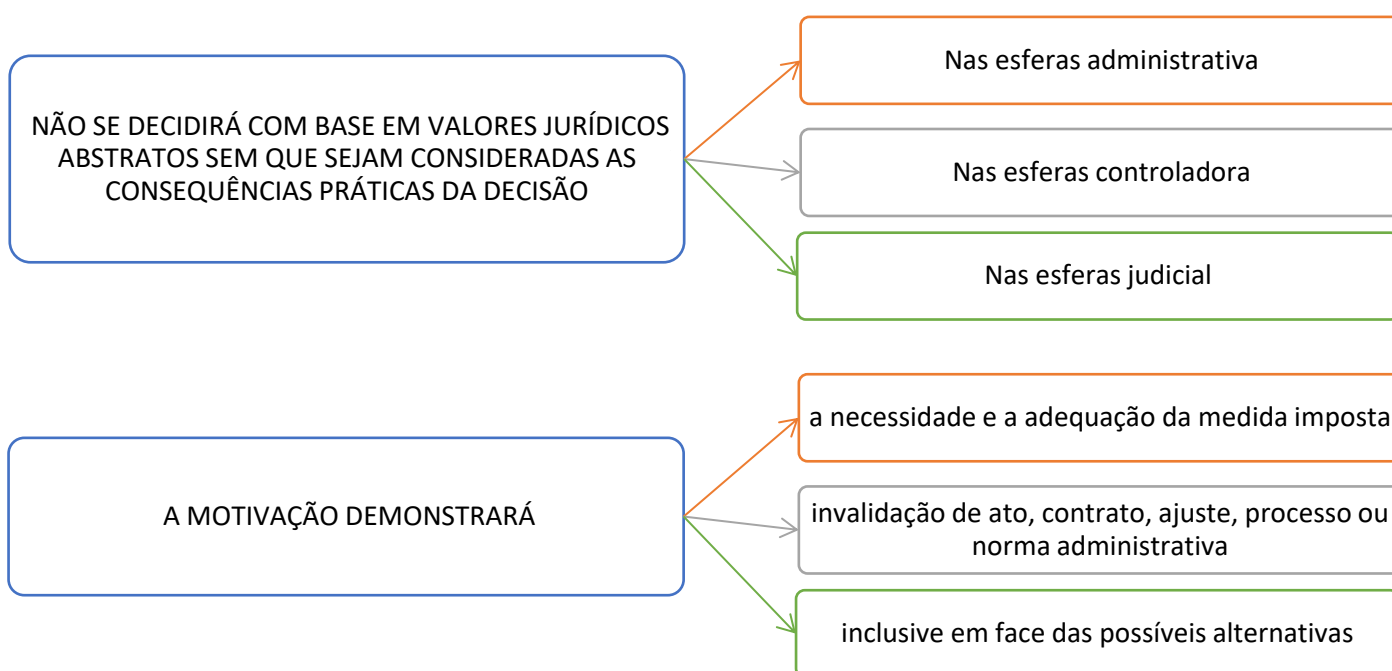 NÃO SE DECIDIRÁ COM BASE EM VALORES JURÍDICOS
ABSTRATOS SEM QUE SEJAM CONSIDERADAS AS
CONSEQUÊNCIAS PRÁTICAS DA DECISÃO
Nas esferas administrativa
Nas esferas controladora
Nas esferas judicial
A MOTIVAÇÃO DEMONSTRARÁ
a necessidade e a adequação da medida imposta
invalidação de ato, contrato, ajuste, processo ou
norma administrativa
inclusive em face das possíveis alternativas